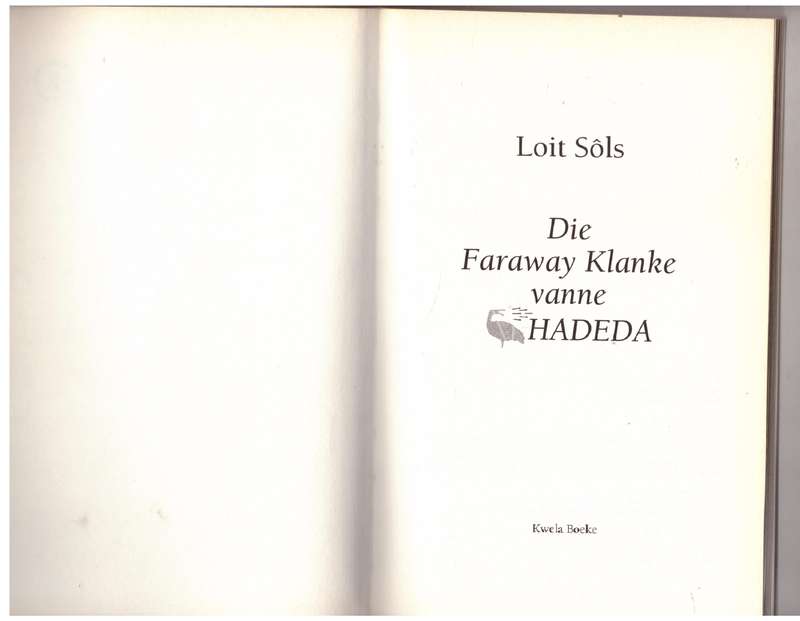 Loit Sôls
Die
Faraway Klanke
vanne
HADEDA
Kwela Boeke